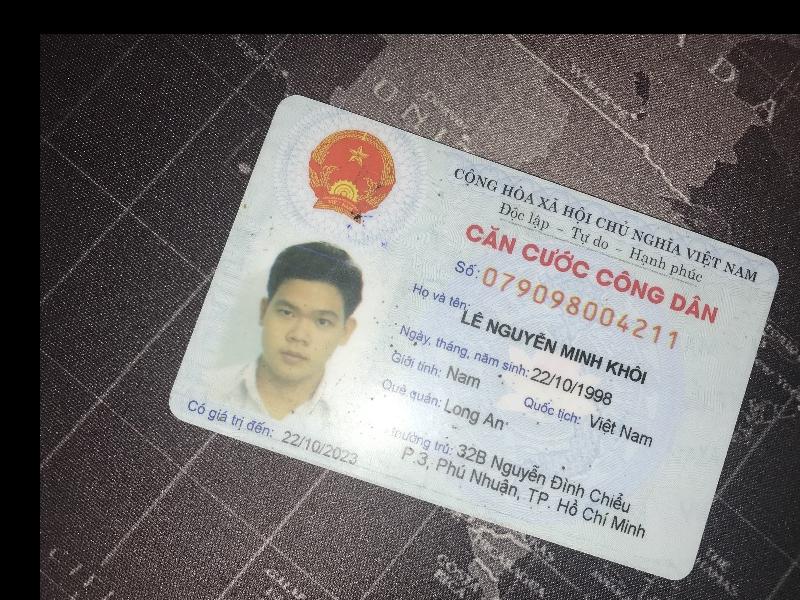 CỘNG HÒA XÃ HỘI CHỦ NGHĨA VIỆT NAM
Độc lập - Tự do - Hạnh phúc
CĂN CƯỚC CÔNG DÂN
Số: 079098004211
Họ và tên:
LÊ NGUYỄN MINH KHÔI
Ngày, tháng, năm sinh: 22/10/1998
Giới tính: Nam Quốc tịch: Việt Nam
Quê quán: Long An
thường trú: 32B Nguyễn Đình Chiểu
P.3, Phú Nhuận, TP. Hồ Chí Minh
Có giá trị đến: 22/10/2023